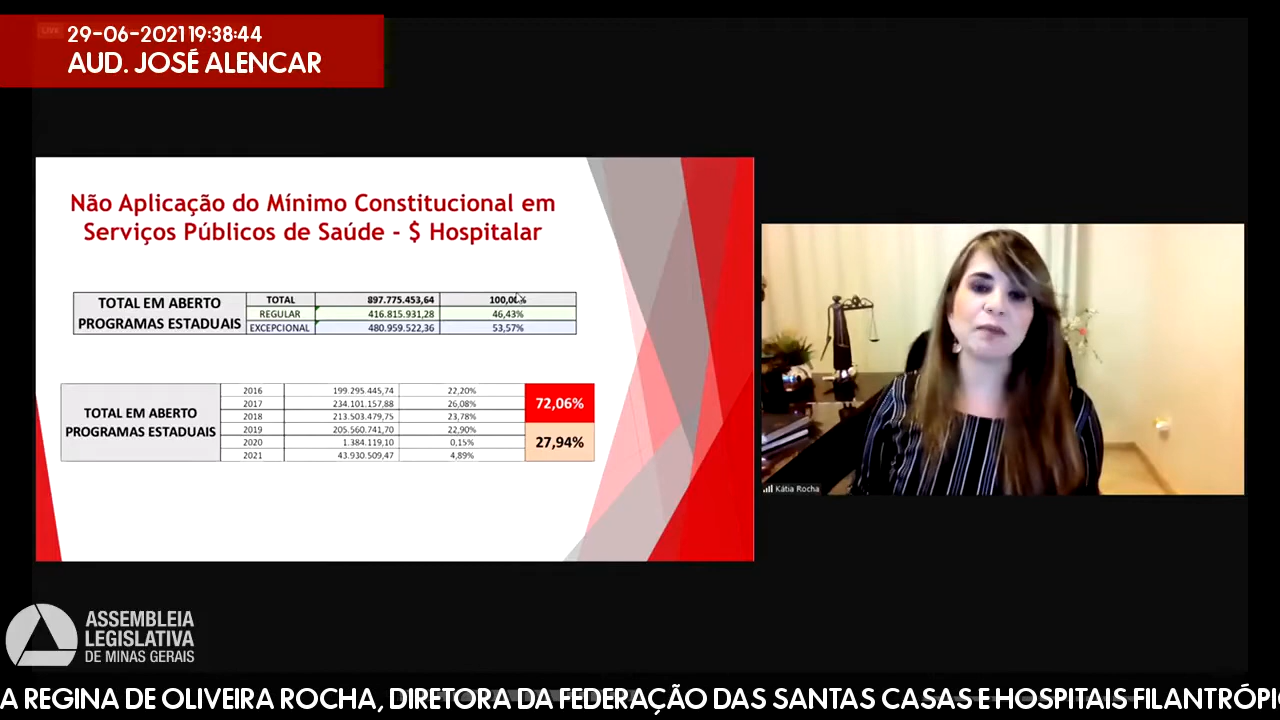 29-06-2021 19:38:44
AUD. JOSÉ ALENCAR
Não Aplicação do Mínimo Constitucional em
Serviços Públicos de Saúde - $ Hospitalar
TOTAL EM ABERTO
PROGRAMAS ESTADUAIS
TOTAL 897.775.453,64 100,00%
REGULAR 416.815.931,28 46,43%
EXCEPCIONAL 480.959.522,36 53,57%
TOTAL EM ABERTO
PROGRAMAS ESTADUAIS
2016 199.295.445,74 22,20%
2017 234.101.157,88 26,08%
2018 213.503.479,75 23,78%
2019 205.560.741,70 22,90%
2020 1.384.119,10 0,15%
2021 43.930.509,47 4,89%
72,06%
27,94%
Kátia Rocha
ASSEMBLEIA
LEGISLATIVA
DE MINAS GERAIS
A REGINA DE OLIVEIRA ROCHA, DIRETORA DA FEDERAÇÃO DAS SANTAS CASAS E HOSPITAIS FILANTRÓPI